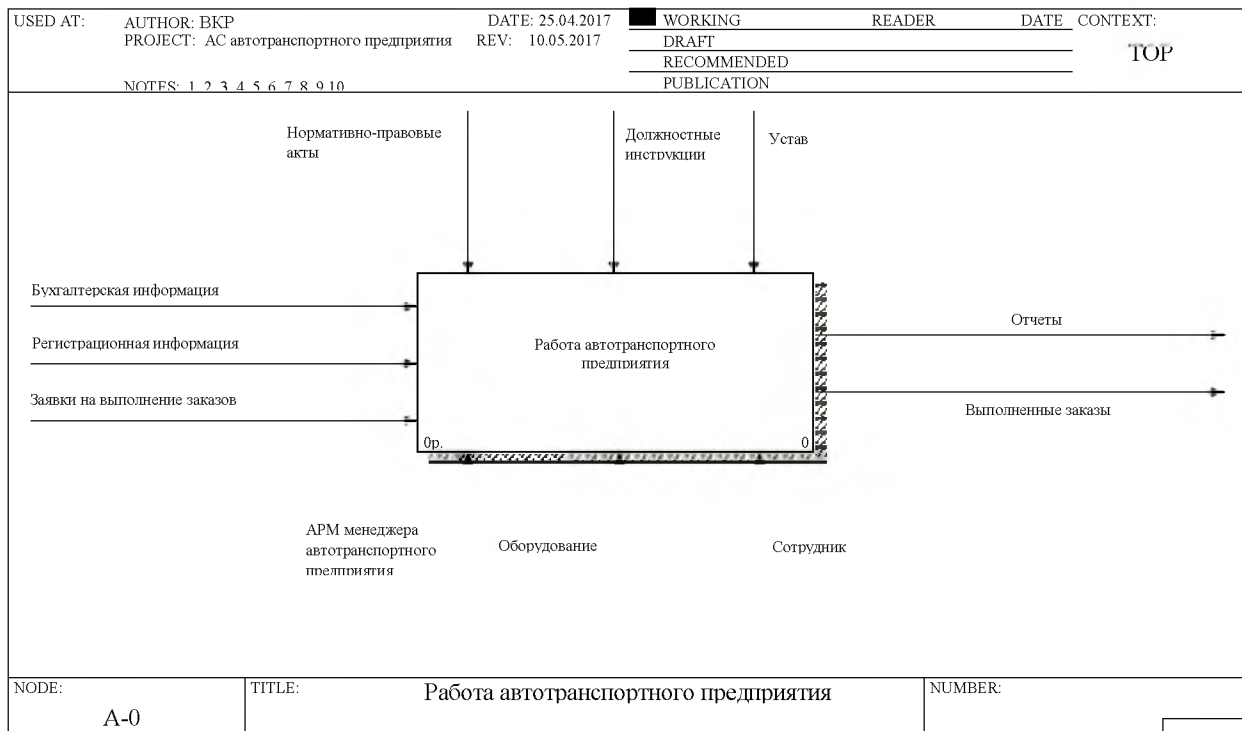 USED AT:
AUTHOR: ВКР
DATE: 25.04.2017
WORKING
READER
DATE
CONTEXT:
PROJECT: АС автотранспортного предприятия
REV: 10.05.2017
DRAFT
TOP
RECOMMENDED
NOTES: 1 2 3 4 5 6 7 8 9 10
PUBLICATION
Нормативно-правовые
акты
Должностные
инструкции
Устав
Бухгалтерская информация
Регистрационная информация
Заявки на выполнение заказов
Работа автотранспортного
предприятия
0р.
0
Отчеты
Выполненные заказы
АРМ менеджера
автотранспортного
предприятия
Оборудование
Сотрудник
NODE:
A-0
TITLE:
Работа автотранспортного предприятия
NUMBER: